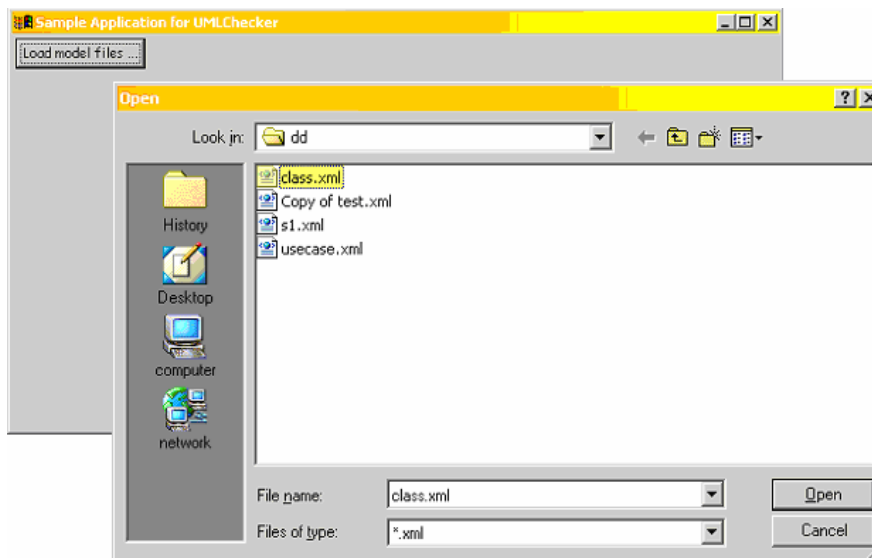 Sample Application for UMLChecker
Load model files ...
Open
Look in:
dd
class.xml
Copy of test.xml
s1.xml
usecase.xml
History
Desktop
computer
network
File name:
class.xml
Open
Files of type:
*.xml
Cancel